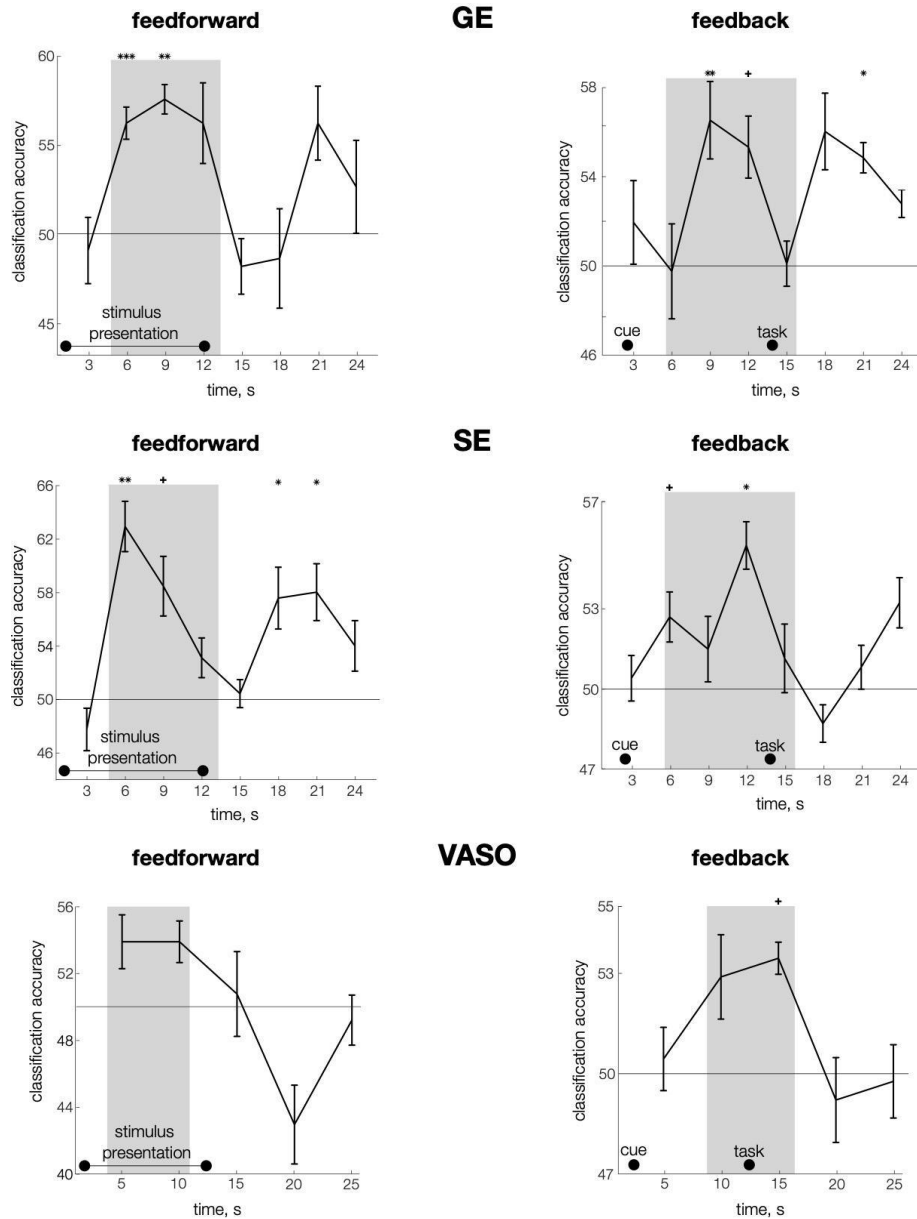 feedforward GE feedback
*** ** ** + *
60
55
50
45
classification accuracy
stimulus
presentation
3 6 9 12 15 18 21 24
time, s
58
54
50
46
classification accuracy
cue task
3 6 9 12 15 18 21 24
time, s
feedforward SE feedback
** + * * + *
66
62
58
54
50
46
classification accuracy
stimulus
presentation
3 6 9 12 15 18 21 24
time, s
57
53
50
47
classification accuracy
cue task
3 6 9 12 15 18 21 24
time, s
feedforward VASO feedback
+
56
52
48
44
40
classification accuracy
stimulus
presentation
5 10 15 20 25
time, s
55
53
50
47
classification accuracy
cue task
5 10 15 20 25
time, s